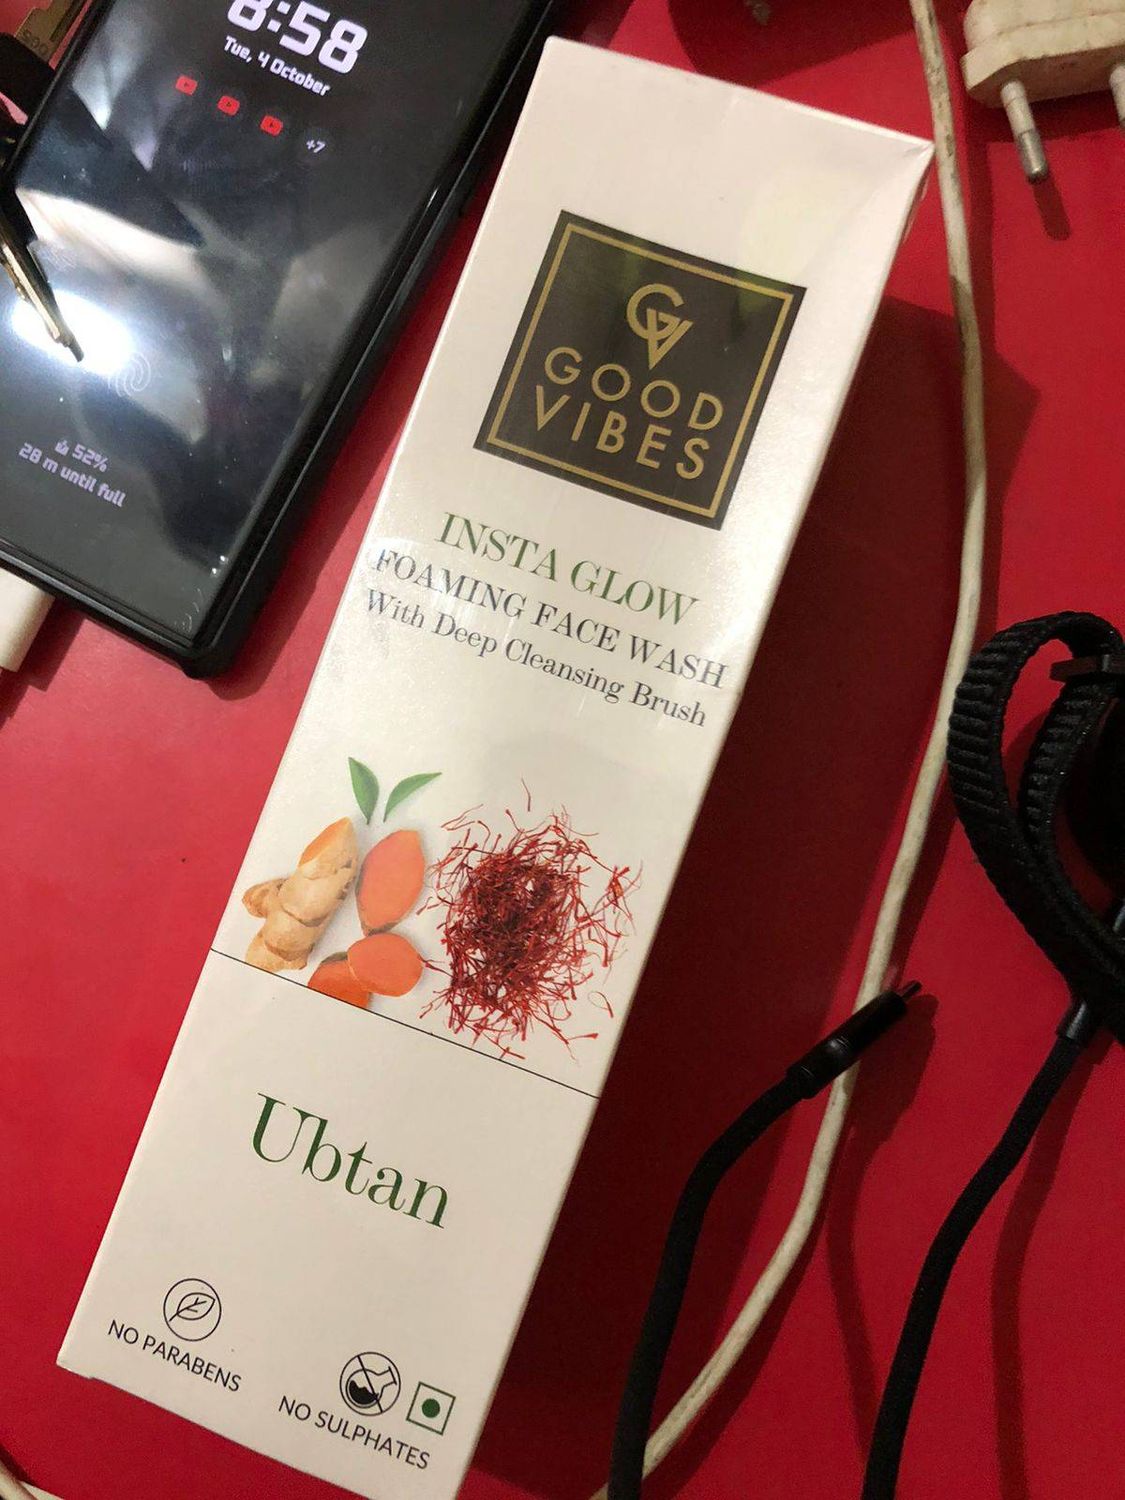 8:58
Tue, 4 October
+7
52%
28 m until full
GV
GOOD
VIBES
INSTA GLOW
FOAMING FACE WASH
With Deep Cleansing Brush
Ubtan
NO PARABENS
NO SULPHATES